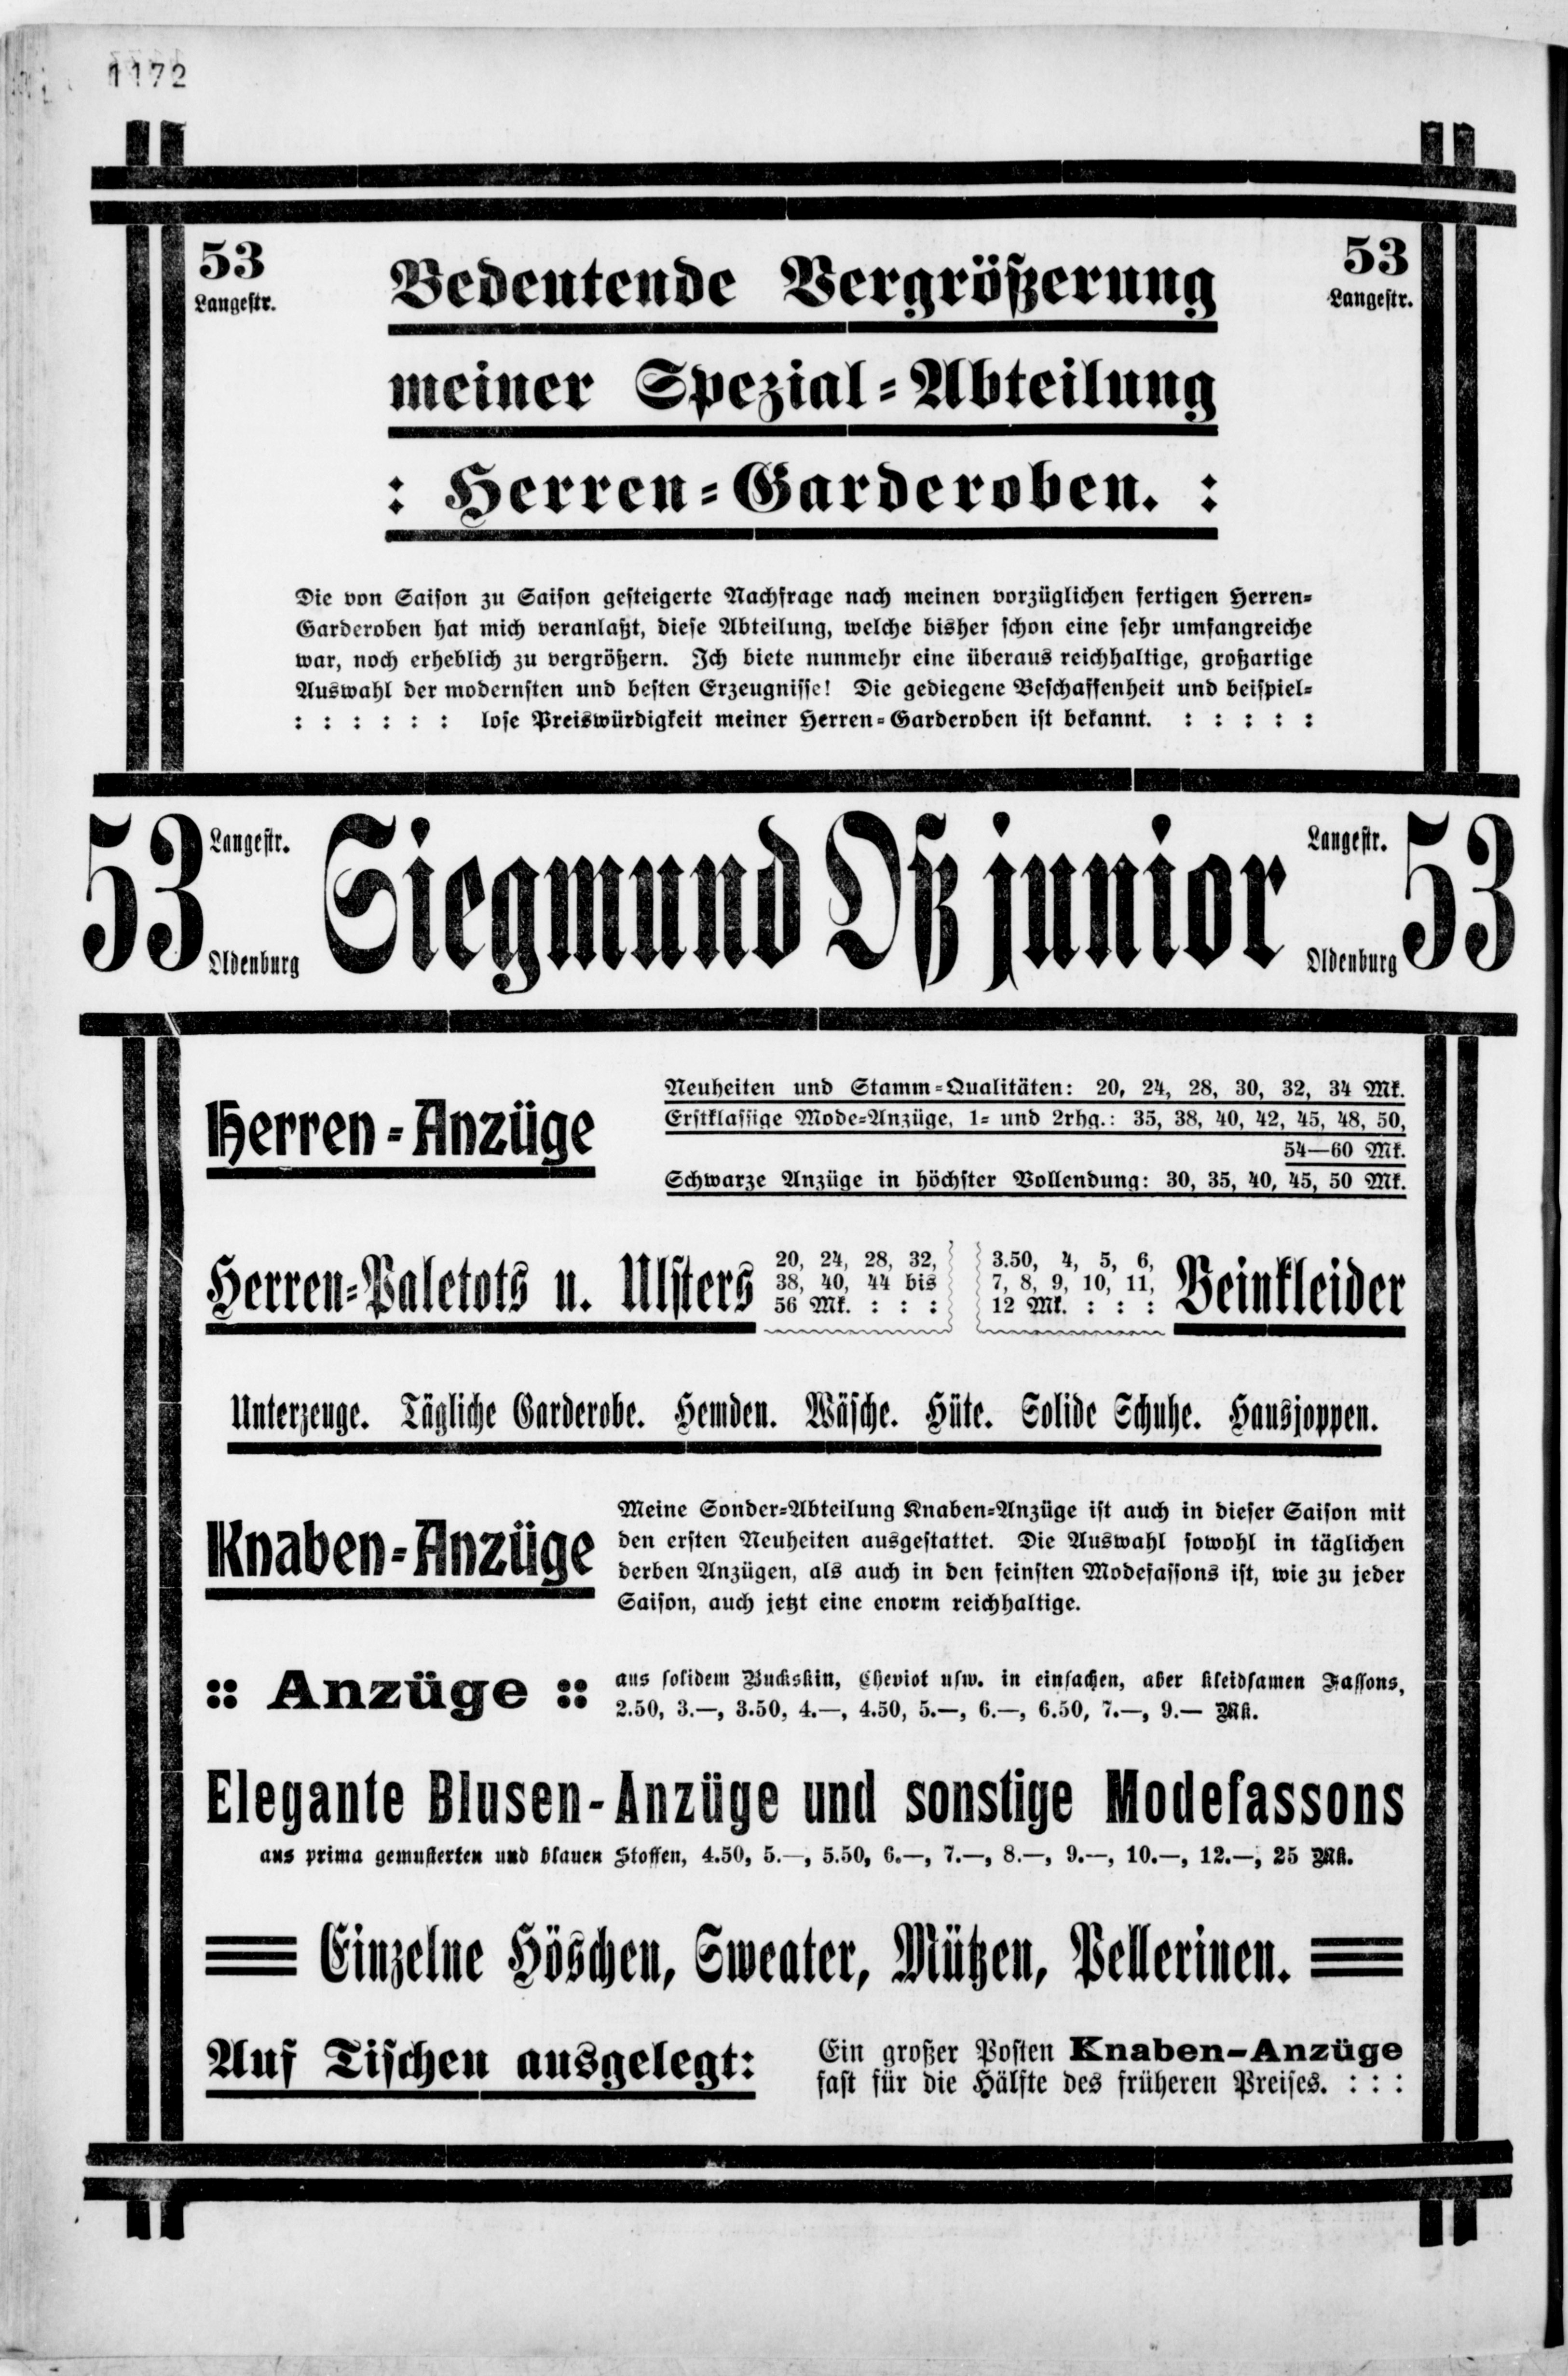 1172
53
Langestr.
53
Langestr.
Bedeutende Vergrößerung
meiner Spezial-Abteilung
: Herren-Garderoben. :
Die von Saison zu Saison gesteigerte Nachfrage nach meinen vorzüglichen fertigen Herren-
Garderoben hat mich veranlaßt, diese Abteilung, welche bisher schon eine sehr umfangreiche
war, noch erheblich zu vergrößern. Ich biete nunmehr eine überaus reichhaltige, großartige
Auswahl der modernsten und besten Erzeugnisse! Die gediegene Beschaffenheit und beispiel-
: : : : : : lose Preiswürdigkeit meiner Herren-Garderoben ist bekannt. : : : : :
53 Langestr. Oldenburg
Siegmund Oß junior
Langestr. Oldenburg 53
Herren-Anzüge
Neuheiten und Stamm-Qualitäten: 20, 24, 28, 30, 32, 34 Mk.
Erstklassige Mode-Anzüge, 1- und 2rhg.: 35, 38, 40, 42, 45, 48, 50,
54—60 Mk.
Schwarze Anzüge in höchster Vollendung: 30, 35, 40, 45, 50 Mk.
Herren-Paletots u. Ulsters
20, 24, 28, 32,
38, 40, 44 bis
56 Mk. : : :
3.50, 4, 5, 6,
7, 8, 9, 10, 11,
12 Mk. : : :
Beinkleider
Unterzeuge. Tägliche Garderobe. Hemden. Wäsche. Hüte. Solide Schuhe. Hausjoppen.
Knaben-Anzüge
Meine Sonder-Abteilung Knaben-Anzüge ist auch in dieser Saison mit
den ersten Neuheiten ausgestattet. Die Auswahl sowohl in täglichen
derben Anzügen, als auch in den feinsten Modefassons ist, wie zu jeder
Saison, auch jetzt eine enorm reichhaltige.
:: Anzüge ::
aus solidem Buckskin, Cheviot usw. in einfachen, aber kleidsamen Fassons,
2.50, 3.—, 3.50, 4.—, 4.50, 5.—, 6.—, 6.50, 7.—, 9.— Mk.
Elegante Blusen-Anzüge und sonstige Modefassons
aus prima gemusterten und blauen Stoffen, 4.50, 5.—, 5.50, 6.—, 7.—, 8.—, 9.—, 10.—, 12.—, 25 Mk.
Einzelne Höschen, Sweater, Mützen, Pellerinen.
Auf Tischen ausgelegt:
Ein großer Posten Knaben-Anzüge
fast für die Hälfte des früheren Preises. : : :